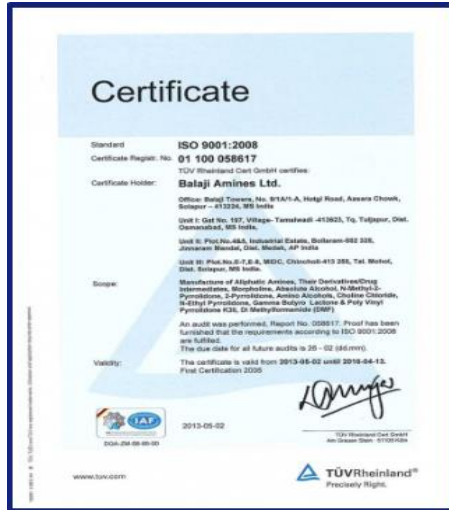 Certificate
Standard ISO 9001:2008
Certificate Registr. No. 01 100 058617
TÜV Rheinland Cert GmbH certifies:
Certificate Holder: Balaji Amines Ltd.
Office: Balaji Towers, No. 9/1A/1-A, Hotgi Road, Aasara Chowk,
Solapur – 413224, MS India
Unit I: Gat No. 197, Village- Tamalwadi -413623, Tq. Tuljapur, Dist.
Osmanabad, MS India.
Unit II: Plot.No.4&5, Industrial Estate, Bollaram-502 325,
Jinnaram Mandal, Dist. Medak, AP India
Unit III: Plot.No.E-7,E-8, MIDC, Chincholi-413 255, Tal. Mohol,
Dist. Solapur, MS India.
Scope: Manufacture of Aliphatic Amines, Their Derivatives/Drug
Intermediates, Morpholine, Absolute Alcohol, N-Methyl-2-
Pyrrolidone, 2-Pyrrolidone, Amino Alcohols, Choline Chloride,
N-Ethyl Pyrrolidone, Gamma Butyro Lactone & Poly Vinyl
Pyrrolidone K30, Di Methylformamide (DMF)
An audit was performed, Report No. 058617. Proof has been
furnished that the requirements according to ISO 9001:2008
are fulfilled.
The due date for all future audits is 26 - 02 (dd.mm).
Validity: The certificate is valid from 2013-05-02 until 2016-04-13.
First Certification 2005
2013-05-02
IAF
TÜV Rheinland Cert GmbH
Am Grauen Stein · 51105 Köln
www.tuv.com
TÜVRheinland®
Precisely Right.